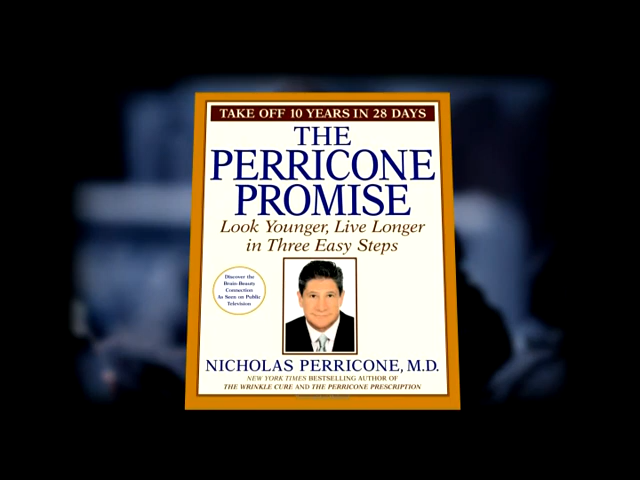 TAKE OFF 10 YEARS IN 28 DAYS
THE
PERRICONE
PROMISE
Look Younger, Live Longer
in Three Easy Steps
Discover the
Brain-Beauty
Connection
As Seen on Public
Television
NICHOLAS PERRICONE, M.D.
NEW YORK TIMES BESTSELLING AUTHOR OF
THE WRINKLE CURE AND THE PERRICONE PRESCRIPTION